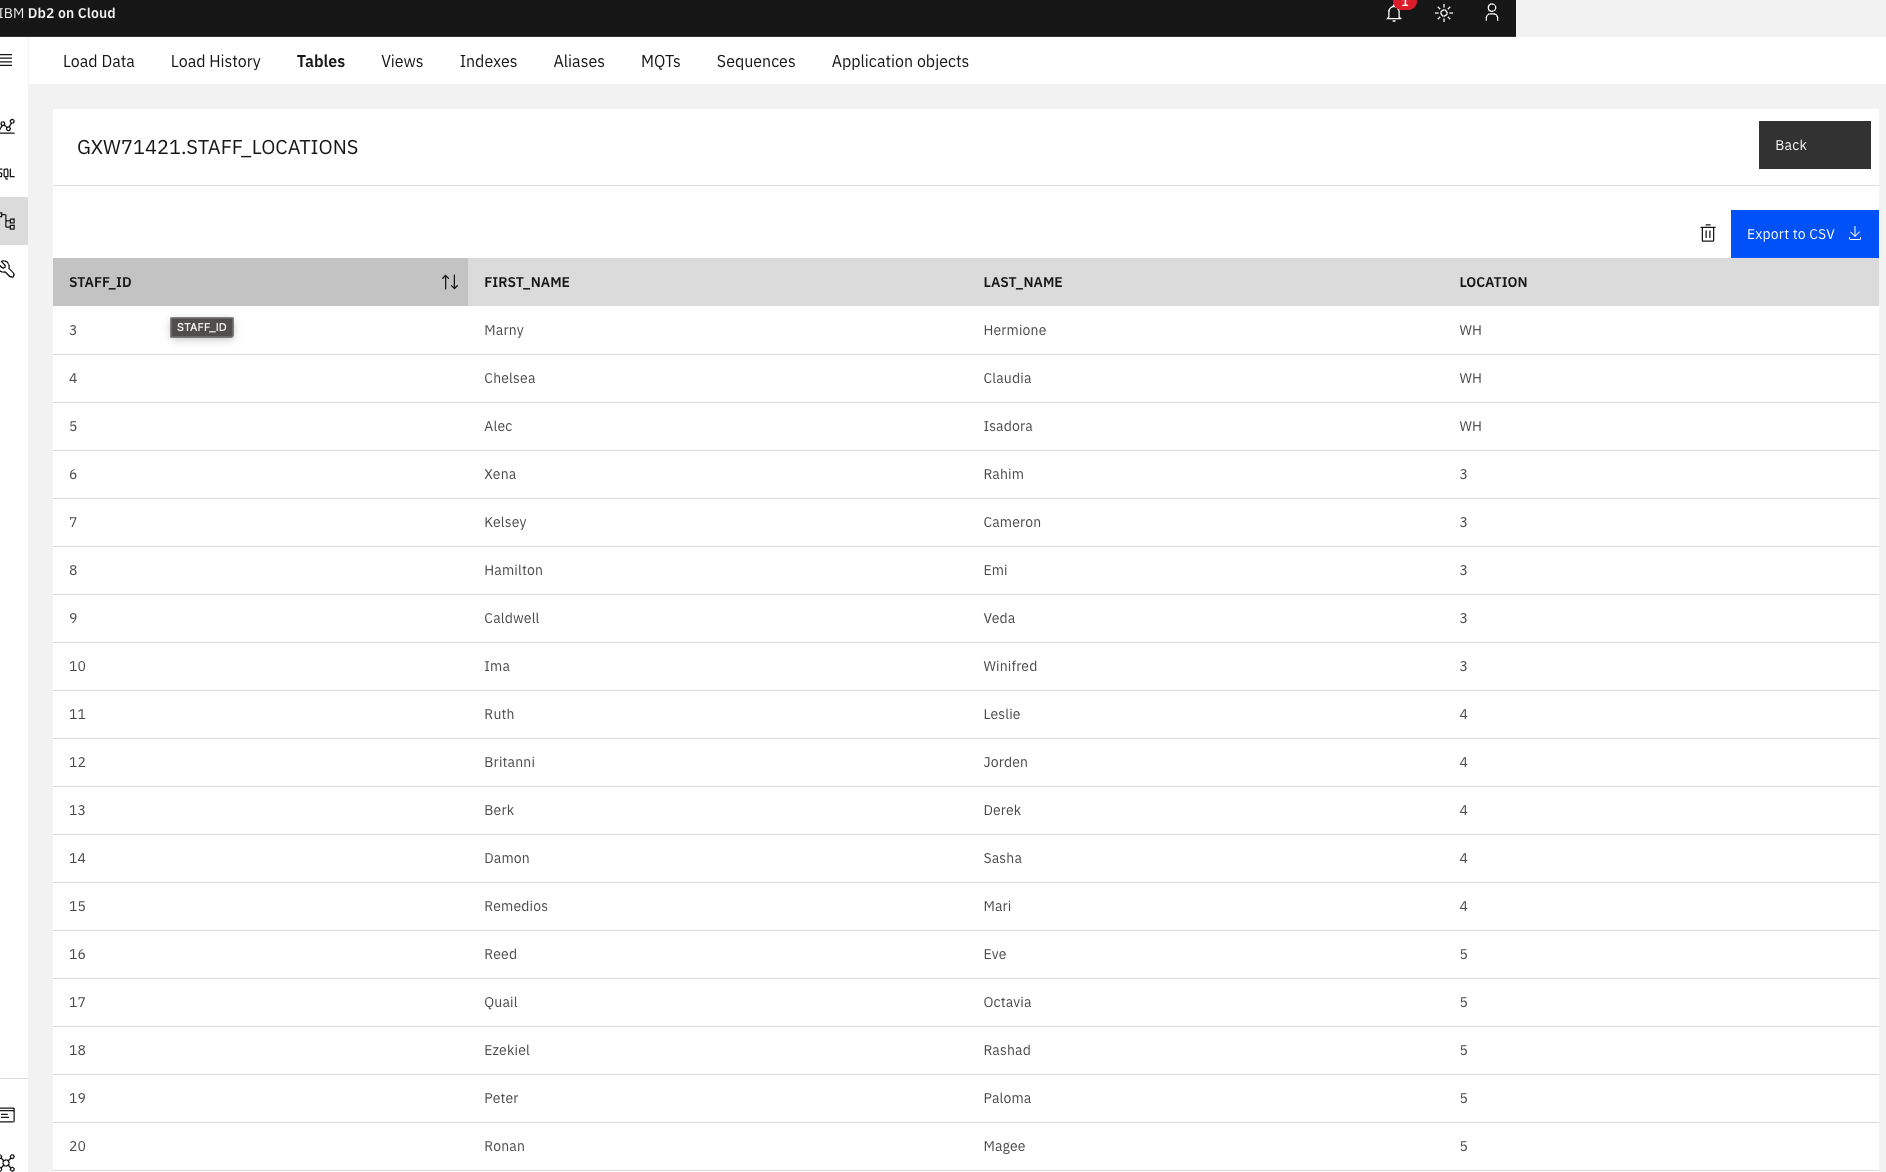 IBM Db2 on Cloud
1
Load Data Load History Tables Views Indexes Aliases MQTs Sequences Application objects
GXW71421.STAFF_LOCATIONS
Back
SQL
Export to CSV
STAFF_ID FIRST_NAME LAST_NAME LOCATION
3 STAFF_ID Marny Hermione WH
4 Chelsea Claudia WH
5 Alec Isadora WH
6 Xena Rahim 3
7 Kelsey Cameron 3
8 Hamilton Emi 3
9 Caldwell Veda 3
10 Ima Winifred 3
11 Ruth Leslie 4
12 Britanni Jorden 4
13 Berk Derek 4
14 Damon Sasha 4
15 Remedios Mari 4
16 Reed Eve 5
17 Quail Octavia 5
18 Ezekiel Rashad 5
19 Peter Paloma 5
20 Ronan Magee 5